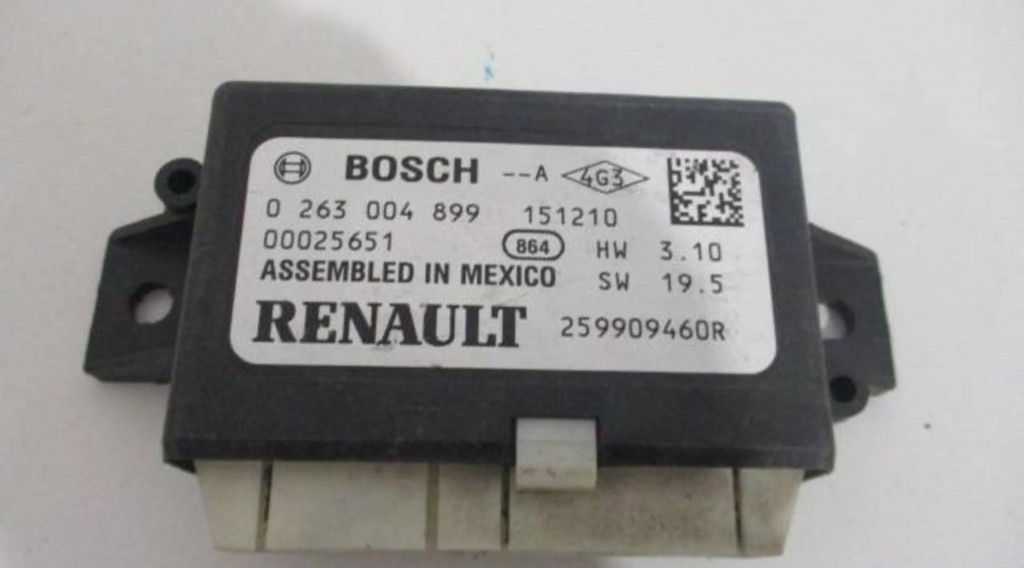 BOSCH --A 4G3
0 263 004 899 151210
00025651 864 HW 3.10
ASSEMBLED IN MEXICO SW 19.5
RENAULT 259909460R